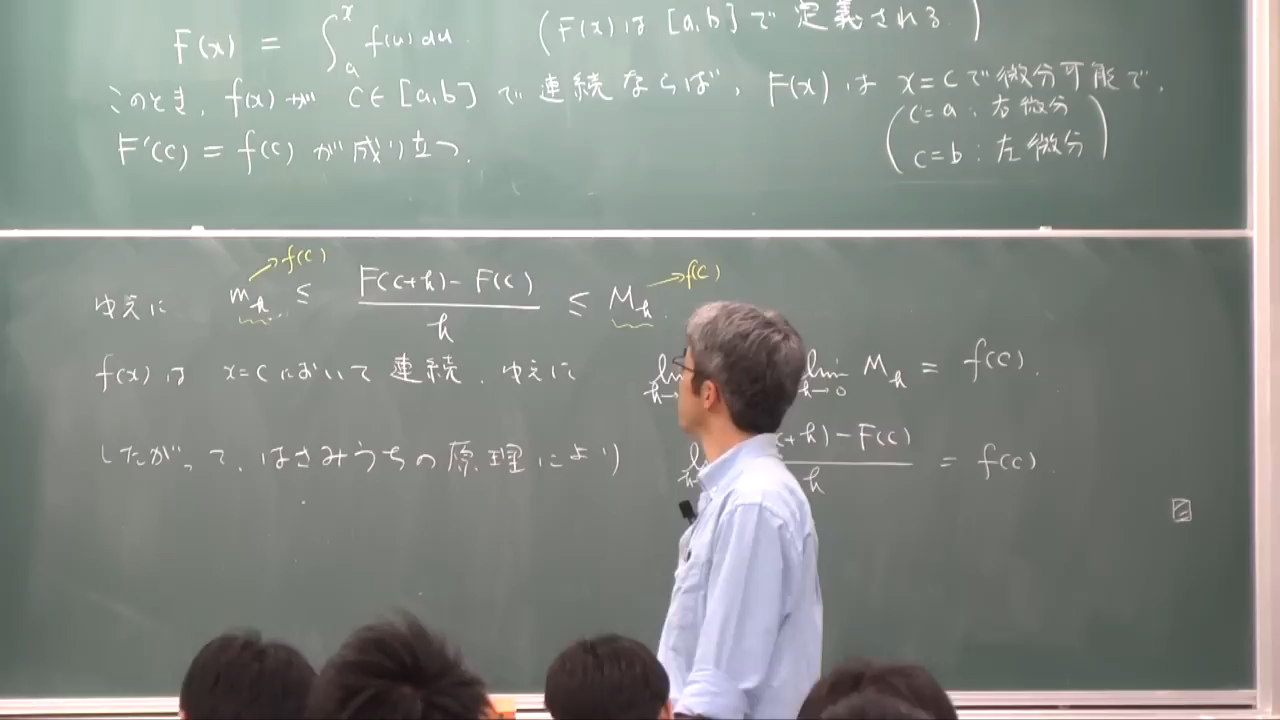 F(x) = ∫_a^x f(u) du. (F(x) は [a,b] で 定義される)
このとき, f(x) が c∈[a,b] で 連続ならば, F(x) は x=c で微分可能で,
(c=a : 右微分
F'(c) = f(c) が成り立つ.
c=b : 左微分)
→f(c) →f(c)
ゆえに m_h ≤ F(c+h) - F(c) / h ≤ M_h.
f(x) は x=c において 連続. ゆえに lim h→ lim h→0 M_h = f(c).
したがって, はさみうちの原理により +h) - F(c) / h = f(c).